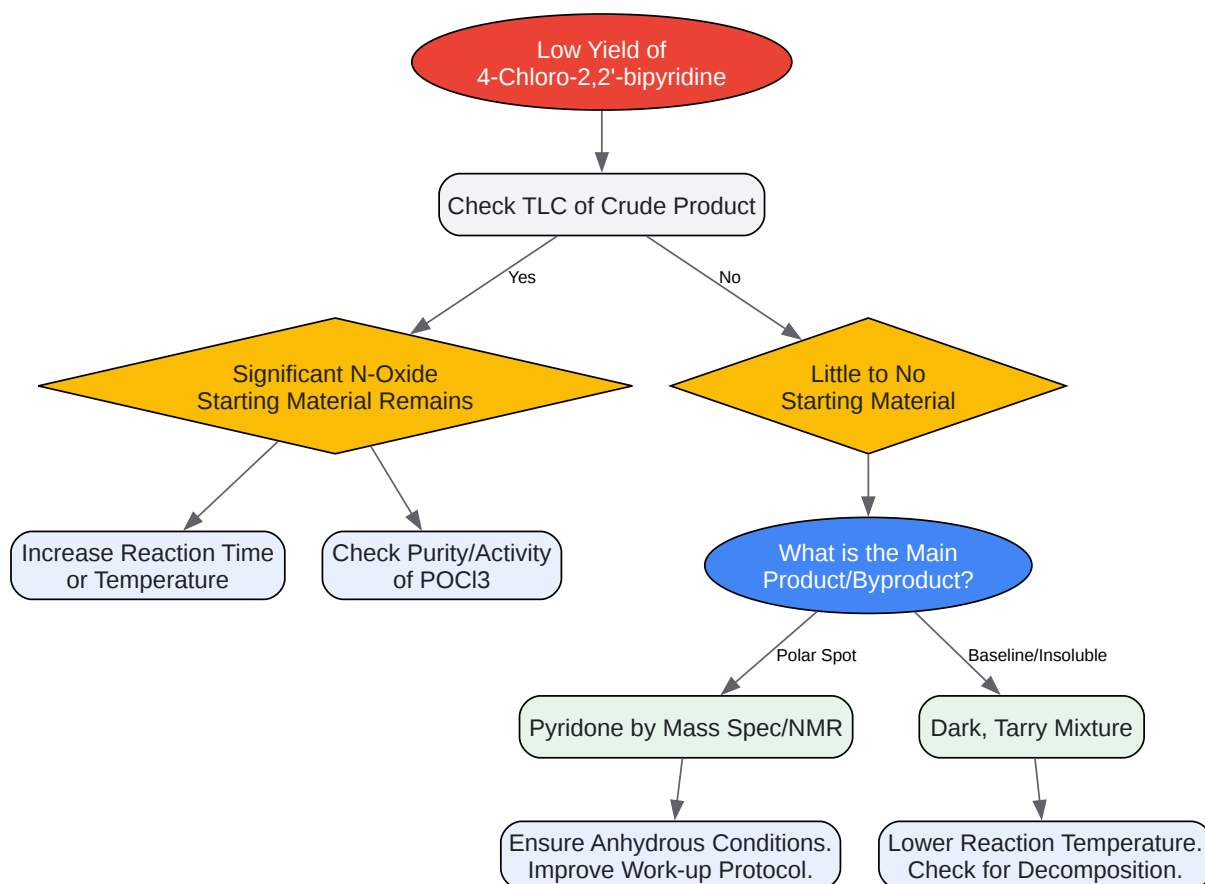 Low Yield of
4-Chloro-2,2'-bipyridine
Check TLC of Crude Product
Yes
No
Significant N-Oxide
Starting Material Remains
Little to No
Starting Material
Increase Reaction Time
or Temperature
Check Purity/Activity
of POCl3
What is the Main
Product/Byproduct?
Polar Spot
Baseline/Insoluble
Pyridone by Mass Spec/NMR
Dark, Tarry Mixture
Ensure Anhydrous Conditions.
Improve Work-up Protocol.
Lower Reaction Temperature.
Check for Decomposition.